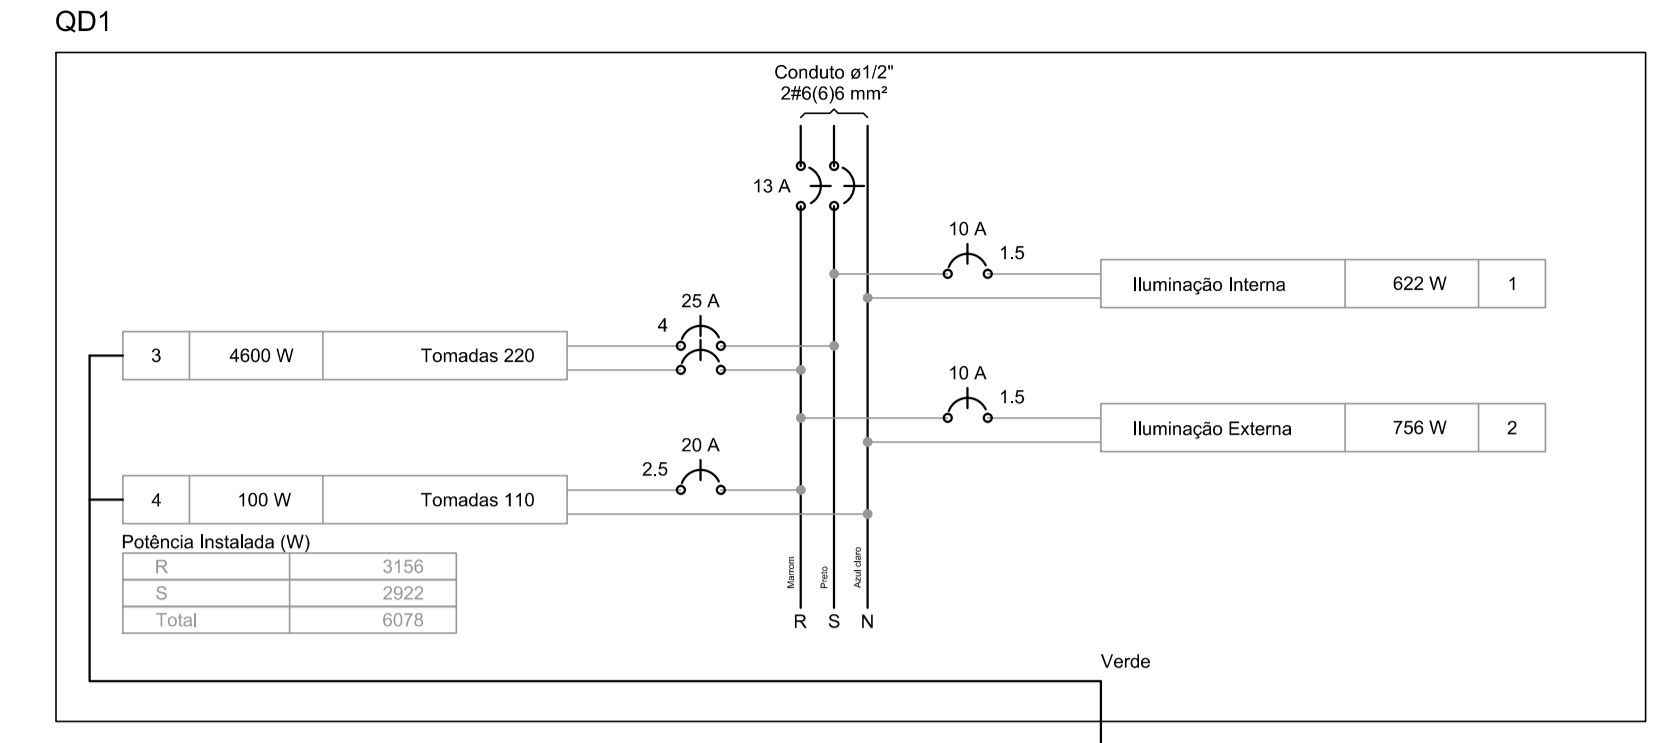 QD1
Conduto ø1/2"
2#6(6)6 mm²
13 A
10 A
1.5
Iluminação Interna 622 W 1
25 A
4
3 4600 W Tomadas 220
10 A
1.5
Iluminação Externa 756 W 2
20 A
2.5
4 100 W Tomadas 110
Potência Instalada (W)
R 3156
S 2922
Total 6078
Marrom
Preto
Azul claro
R S N
Verde